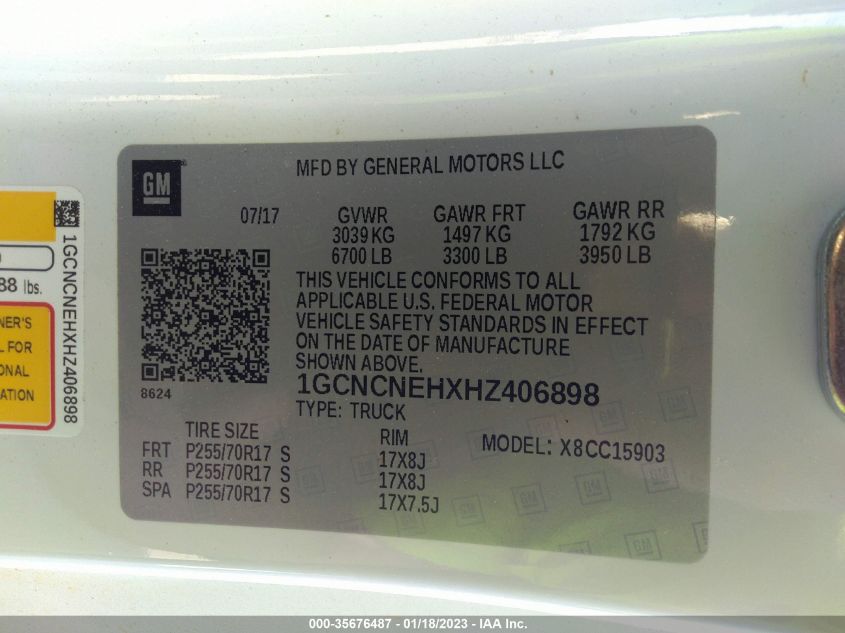 GM
MFD BY GENERAL MOTORS LLC
07/17 GVWR GAWR FRT GAWR RR
3039 KG 1497 KG 1792 KG
6700 LB 3300 LB 3950 LB
THIS VEHICLE CONFORMS TO ALL
APPLICABLE U.S. FEDERAL MOTOR
VEHICLE SAFETY STANDARDS IN EFFECT
ON THE DATE OF MANUFACTURE
SHOWN ABOVE.
8624
1GCNCNEHXHZ406898
TYPE: TRUCK
TIRE SIZE RIM MODEL: X8CC15903
FRT P255/70R17 S 17X8J
RR P255/70R17 S 17X8J
SPA P255/70R17 S 17X7.5J
1GCNCNEHXHZ406898
88 lbs.
NER'S
L FOR
ONAL
ATION
000-35676487 - 01/18/2023 - IAA Inc.